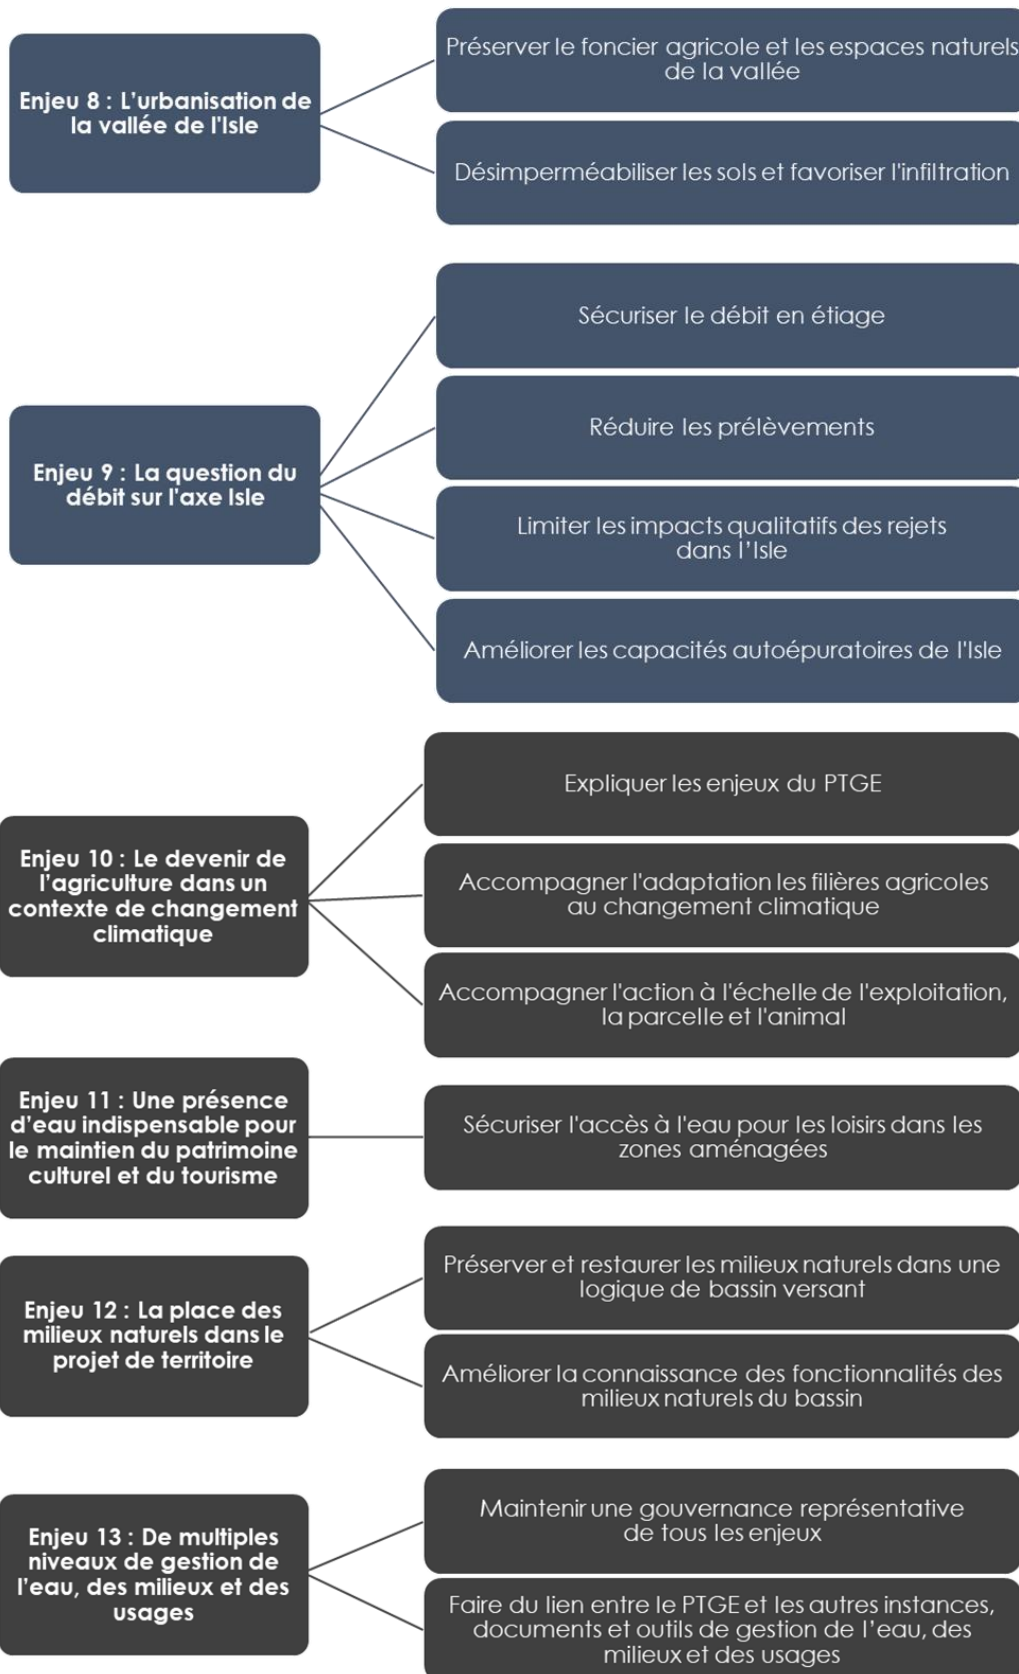 Enjeu 8 : L'urbanisation de
la vallée de l'Isle
Préserver le foncier agricole et les espaces naturels
de la vallée
Désimperméabiliser les sols et favoriser l'infiltration
Enjeu 9 : La question du
débit sur l'axe Isle
Sécuriser le débit en étiage
Réduire les prélèvements
Limiter les impacts qualitatifs des rejets
dans l’Isle
Améliorer les capacités autoépuratoires de l'Isle
Enjeu 10 : Le devenir de
l’agriculture dans un
contexte de changement
climatique
Expliquer les enjeux du PTGE
Accompagner l'adaptation les filières agricoles
au changement climatique
Accompagner l'action à l'échelle de l'exploitation,
la parcelle et l'animal
Enjeu 11 : Une présence
d’eau indispensable pour
le maintien du patrimoine
culturel et du tourisme
Sécuriser l'accès à l'eau pour les loisirs dans les
zones aménagées
Enjeu 12 : La place des
milieux naturels dans le
projet de territoire
Préserver et restaurer les milieux naturels dans une
logique de bassin versant
Améliorer la connaissance des fonctionnalités des
milieux naturels du bassin
Enjeu 13 : De multiples
niveaux de gestion de
l’eau, des milieux et des
usages
Maintenir une gouvernance représentative
de tous les enjeux
Faire du lien entre le PTGE et les autres instances,
documents et outils de gestion de l’eau, des
milieux et des usages